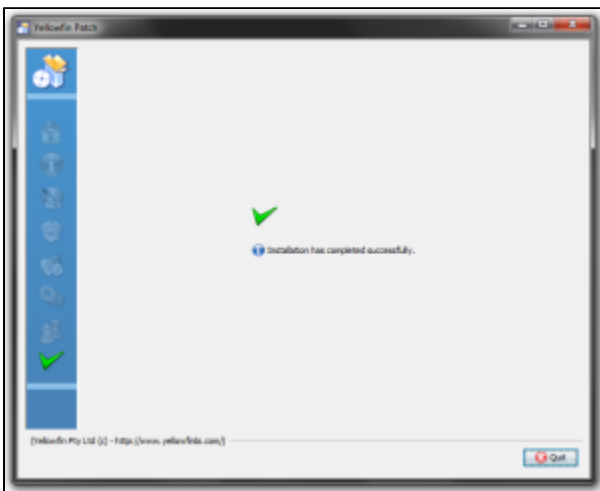 Yellowfin Patch
Installation has completed successfully.
(Yellowfin Pty Ltd (c) - http://www.yellowfinbi.com/)
Quit